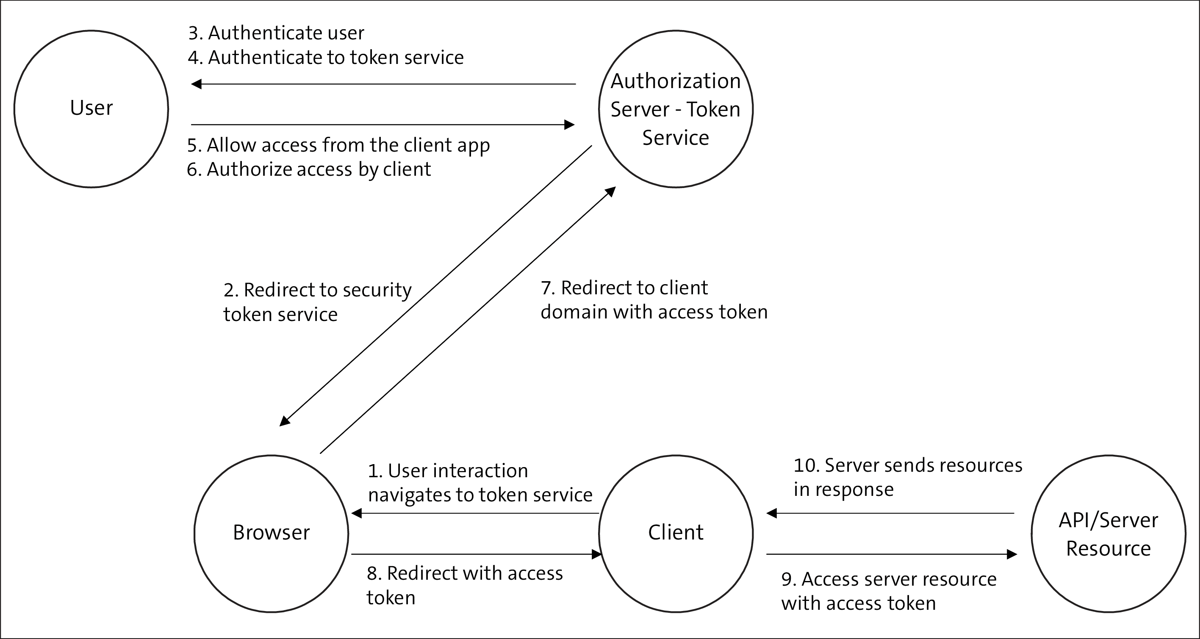 3. Authenticate user
4. Authenticate to token service
User
Authorization
Server - Token
Service
5. Allow access from the client app
6. Authorize access by client
2. Redirect to security
token service
7. Redirect to client
domain with access token
1. User interaction
navigates to token service
10. Server sends resources
in response
Browser
Client
API/Server
Resource
8. Redirect with access
token
9. Access server resource
with access token